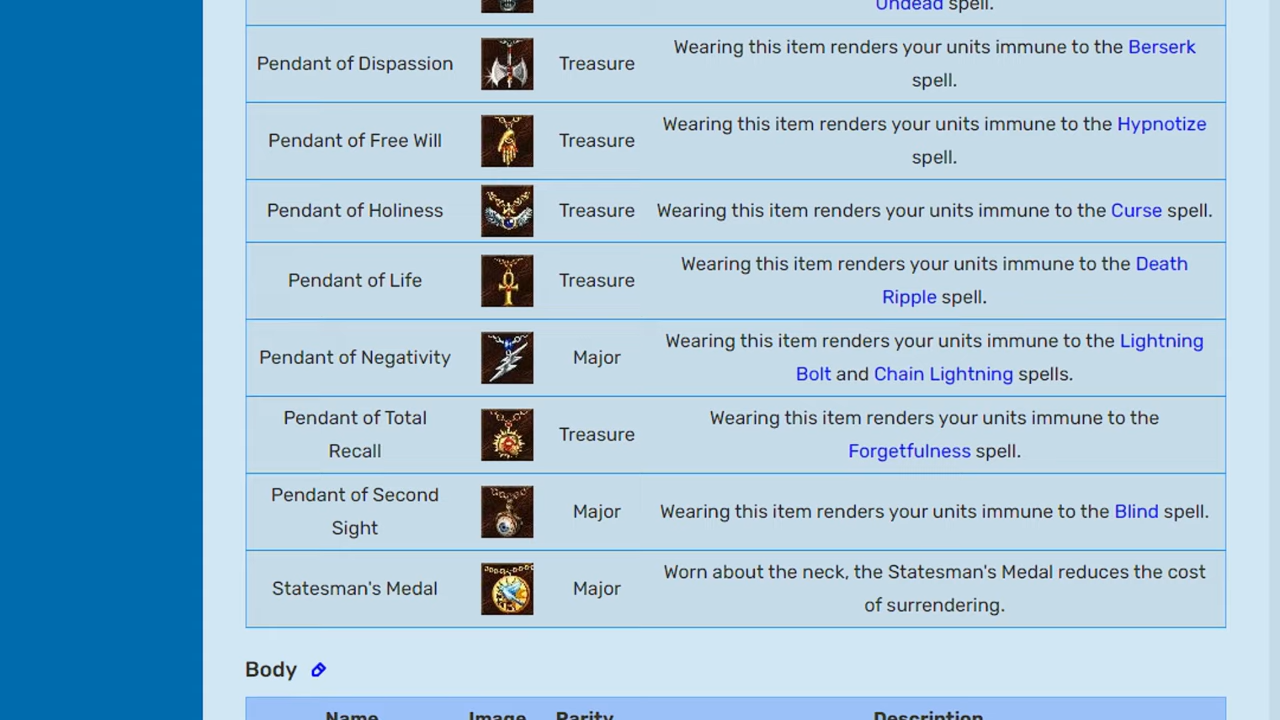 Undead spell.
Pendant of Dispassion
Treasure
Wearing this item renders your units immune to the Berserk
spell.
Pendant of Free Will
Treasure
Wearing this item renders your units immune to the Hypnotize
spell.
Pendant of Holiness
Treasure
Wearing this item renders your units immune to the Curse spell.
Pendant of Life
Treasure
Wearing this item renders your units immune to the Death
Ripple spell.
Pendant of Negativity
Major
Wearing this item renders your units immune to the Lightning
Bolt and Chain Lightning spells.
Pendant of Total
Recall
Treasure
Wearing this item renders your units immune to the
Forgetfulness spell.
Pendant of Second
Sight
Major
Wearing this item renders your units immune to the Blind spell.
Statesman's Medal
Major
Worn about the neck, the Statesman's Medal reduces the cost
of surrendering.
Body
Name Image Rarity Description